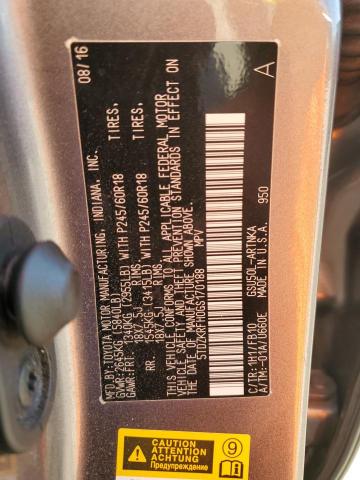 08/16
MFD.BY:TOYOTA MOTOR MANUFACTURING, INDIANA, INC.
GVWR:2645KG (5840LB)
GAWR:FRT. 1340KG (2955LB) WITH P245/60R18 TIRES.
18X7.5J RIMS
RR. 1545KG (3415LB) WITH P245/60R18 TIRES.
18X7.5J RIMS
THIS VEHICLE CONFORMS TO ALL APPLICABLE FEDERAL MOTOR
VEHICLE SAFETY AND THEFT PREVENTION STANDARDS IN EFFECT ON
THE DATE OF MANUFACTURE SHOWN ABOVE.
5TDZKRFH0GS170188 MPV
A
C/TR:1H1/FB10 GSU50L-ARTNKA
A/TM:-01A/U660E MADE IN U.S.A. 950
CAUTION
ATTENTION
ACHTUNG
Предупреждение
9